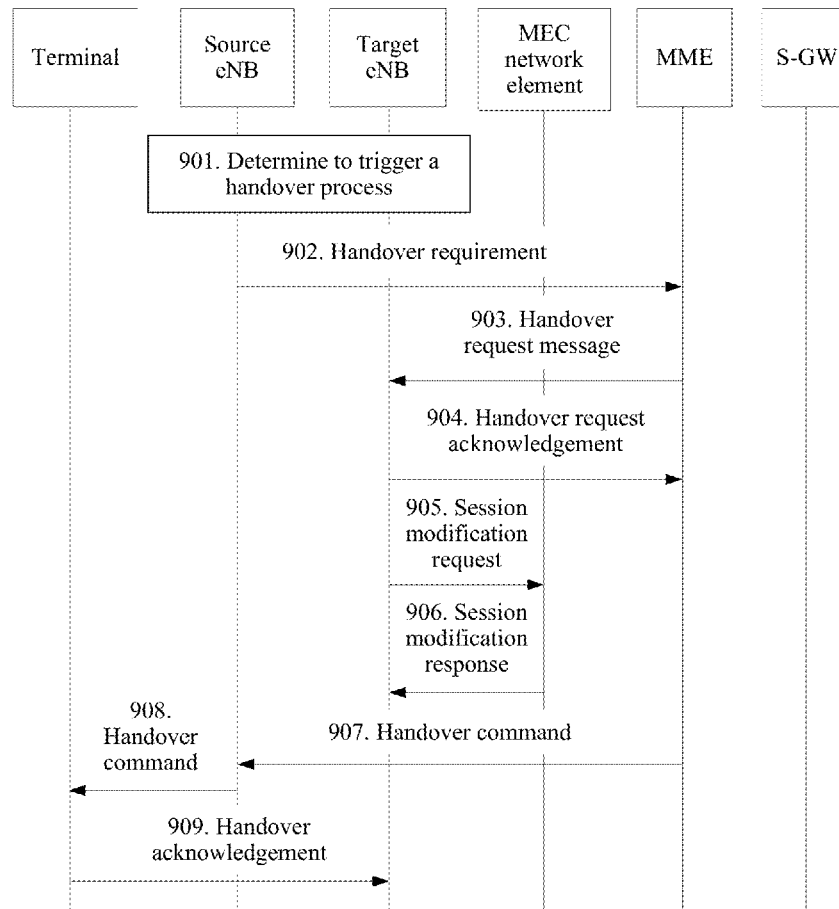 Terminal
Source
eNB
Target
eNB
MEC
network
element
MME
S-GW
901. Determine to trigger a
handover process
902. Handover requirement
903. Handover
request message
904. Handover request
acknowledgement
905. Session
modification
request
906. Session
modification
response
907. Handover command
908.
Handover
command
909. Handover
acknowledgement